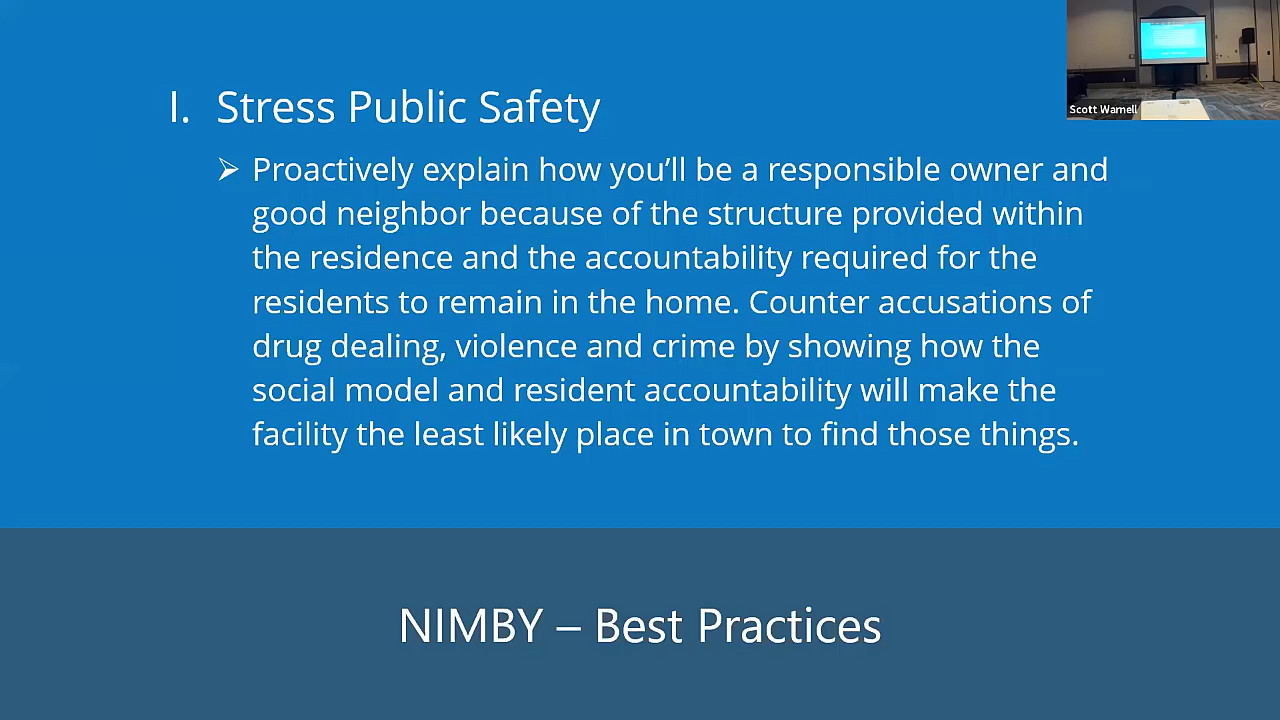 I. Stress Public Safety
➢ Proactively explain how you’ll be a responsible owner and
good neighbor because of the structure provided within
the residence and the accountability required for the
residents to remain in the home. Counter accusations of
drug dealing, violence and crime by showing how the
social model and resident accountability will make the
facility the least likely place in town to find those things.
Scott Warnell
NIMBY – Best Practices